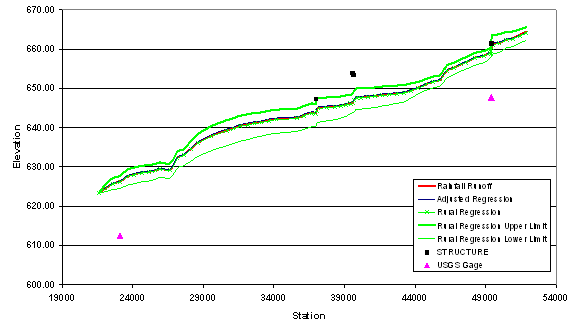 670.00
660.00
650.00
640.00
630.00
620.00
610.00
600.00
Elevation
19000 24000 29000 34000 39000 44000 49000 54000
Station
Rainfall Runoff
Adjusted Regression
Rural Regression
Rural Regression Upper Limit
Rural Regression Lower Limit
STRUCTURE
USGS Gage